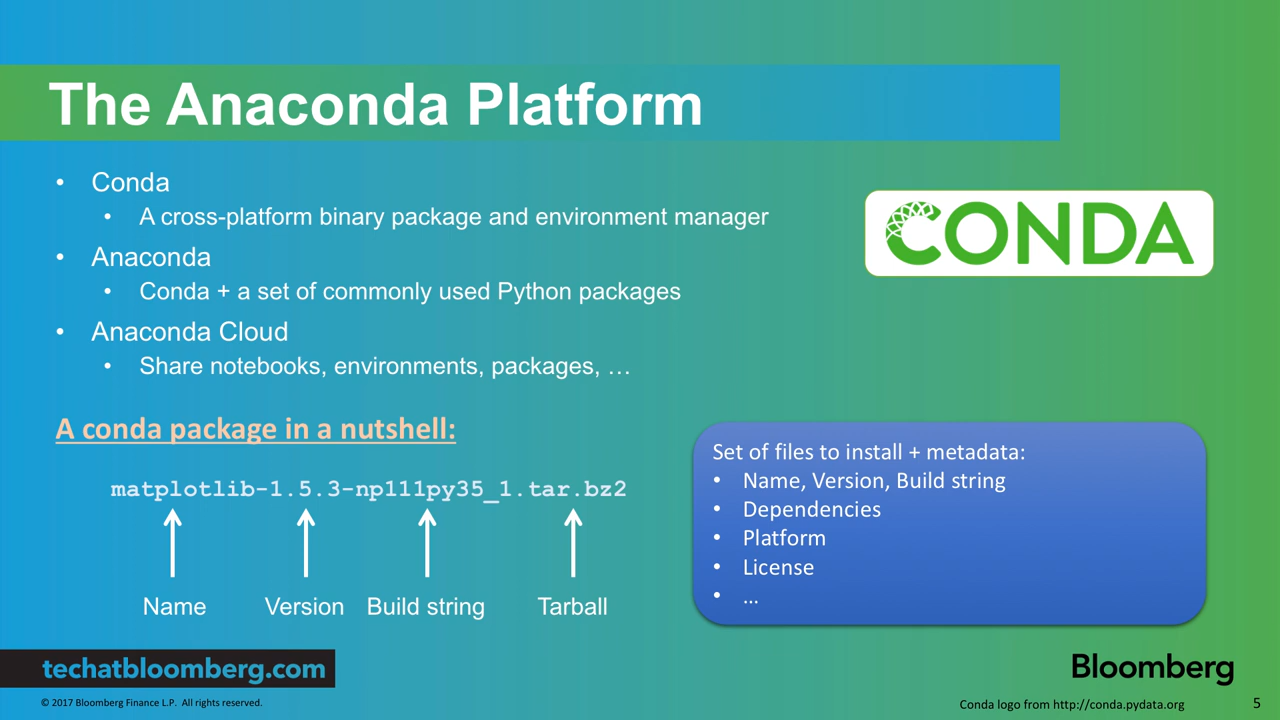 The Anaconda Platform
• Conda
• A cross-platform binary package and environment manager
• Anaconda
• Conda + a set of commonly used Python packages
• Anaconda Cloud
• Share notebooks, environments, packages, …
CONDA
A conda package in a nutshell:
matplotlib-1.5.3-np111py35_1.tar.bz2
Name Version Build string Tarball
Set of files to install + metadata:
• Name, Version, Build string
• Dependencies
• Platform
• License
• …
techatbloomberg.com
Bloomberg
© 2017 Bloomberg Finance L.P. All rights reserved.
Conda logo from http://conda.pydata.org
5